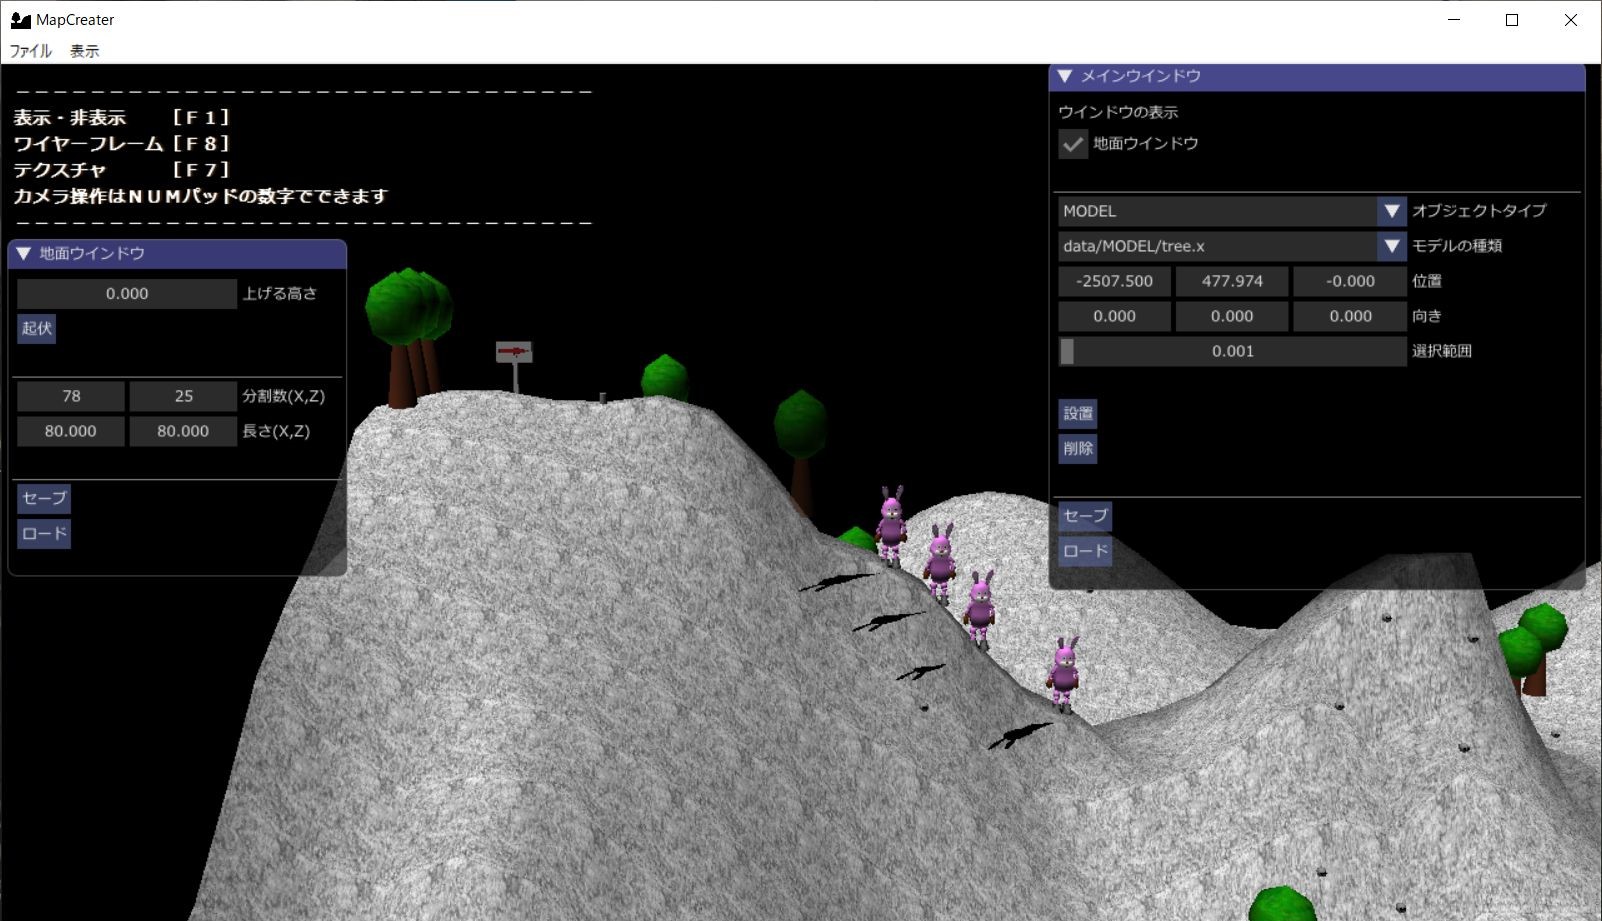 MapCreater
ファイル 表示
－－－－－－－－－－－－－－－－－－－－－－－－－－－－－－－
表示・非表示　　［Ｆ１］
ワイヤーフレーム［Ｆ８］
テクスチャ　　　［Ｆ７］
カメラ操作はＮＵＭパッドの数字でできます
－－－－－－－－－－－－－－－－－－－－－－－－－－－－－－－
地面ウインドウ
0.000 上げる高さ
起伏
78 25 分割数(X,Z)
80.000 80.000 長さ(X,Z)
セーブ
ロード
メインウインドウ
ウインドウの表示
地面ウインドウ
MODEL オブジェクトタイプ
data/MODEL/tree.x モデルの種類
-2507.500 477.974 -0.000 位置
0.000 0.000 0.000 向き
0.001 選択範囲
設置
削除
セーブ
ロード